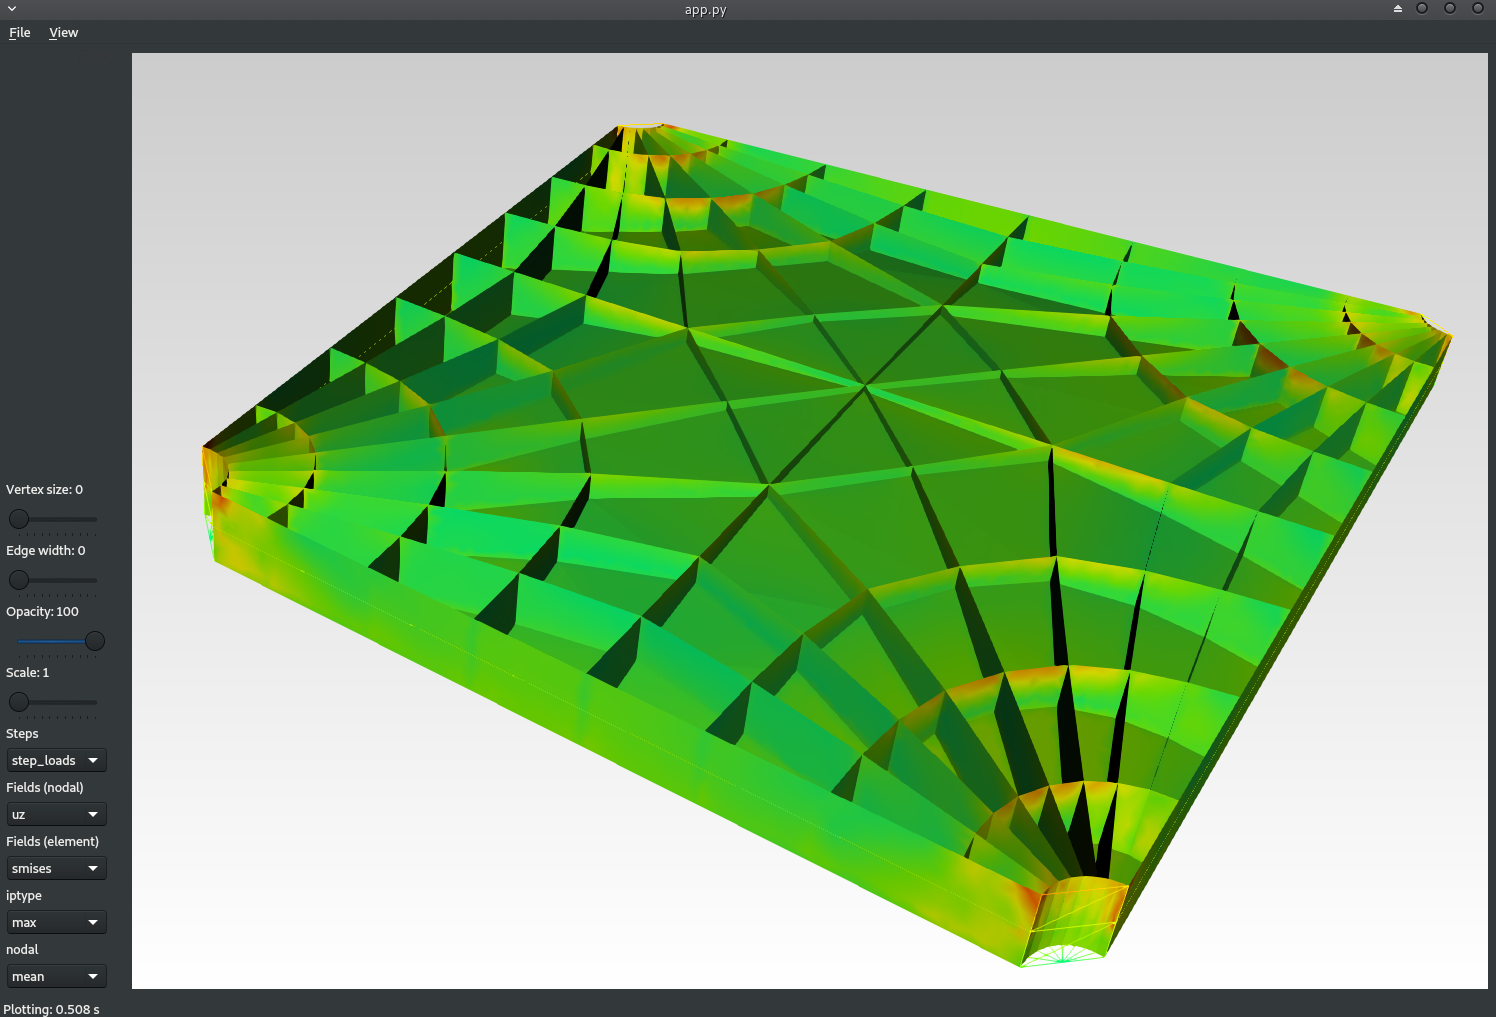 app.py
File View
Vertex size: 0
Edge width: 0
Opacity: 100
Scale: 1
Steps
step_loads
Fields (nodal)
uz
Fields (element)
smises
iptype
max
nodal
mean
Plotting: 0.508 s